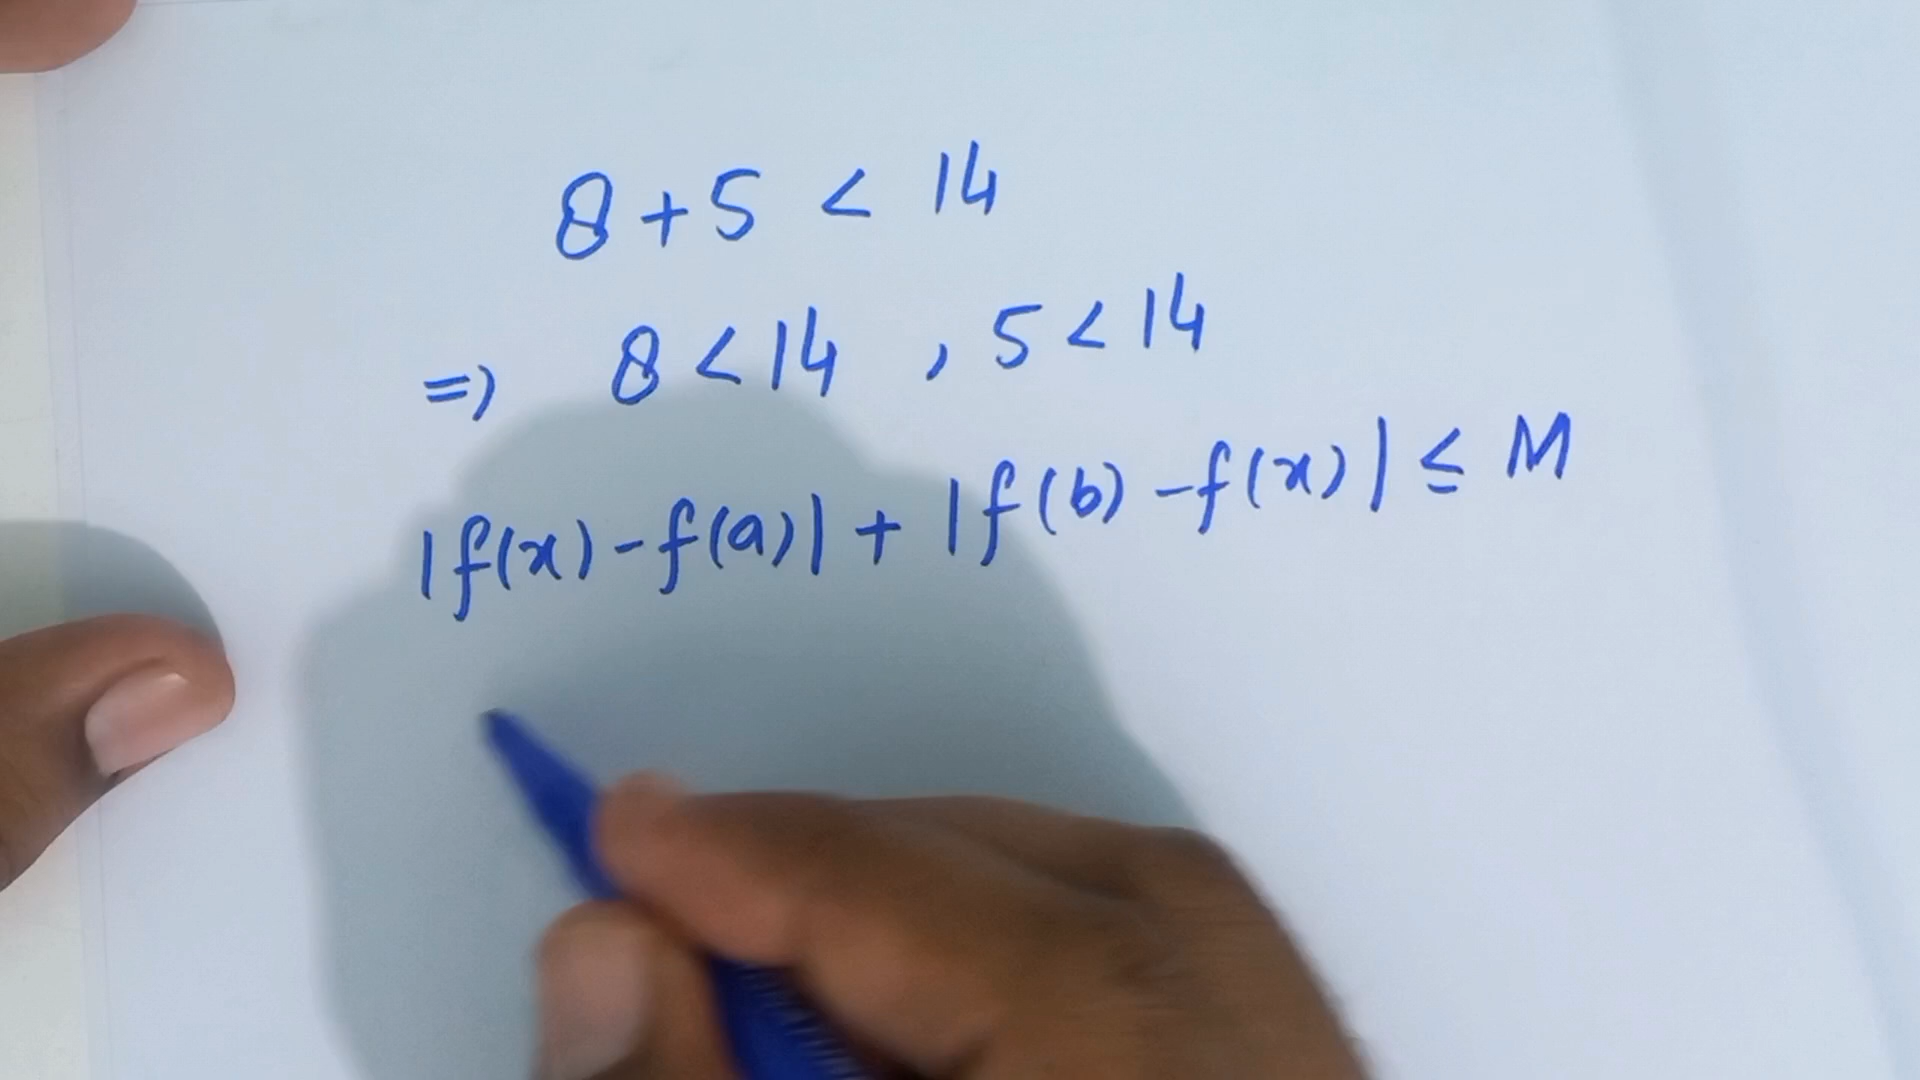 8 + 5 < 14
=> 8 < 14 , 5 < 14
|f(x) - f(a)| + |f(b) - f(x)| ≤ M